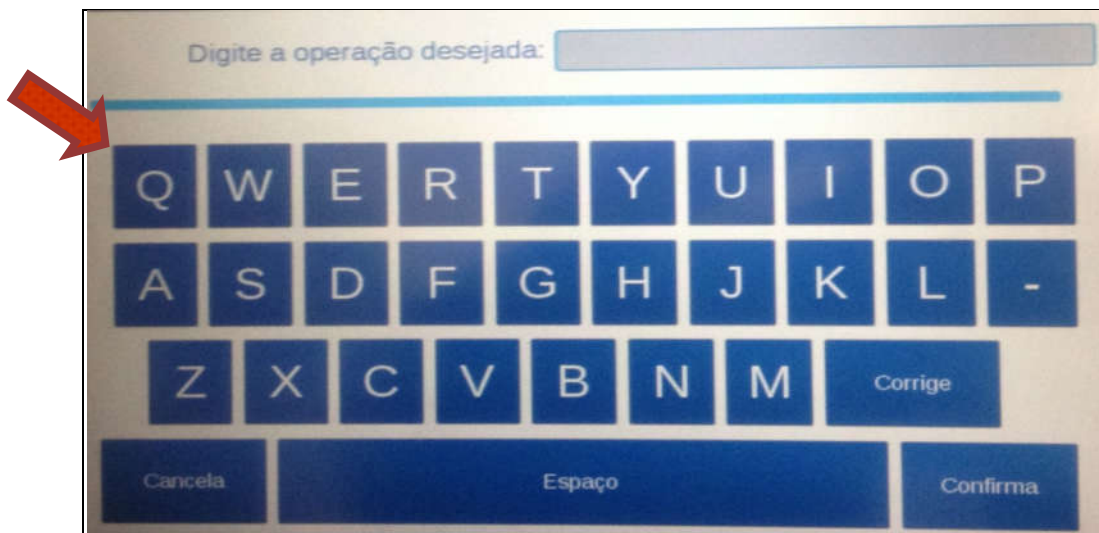 Digite a operação desejada:
Q W E R T Y U I O P
A S D F G H J K L -
Z X C V B N M Corrige
Cancela Espaço Confirma